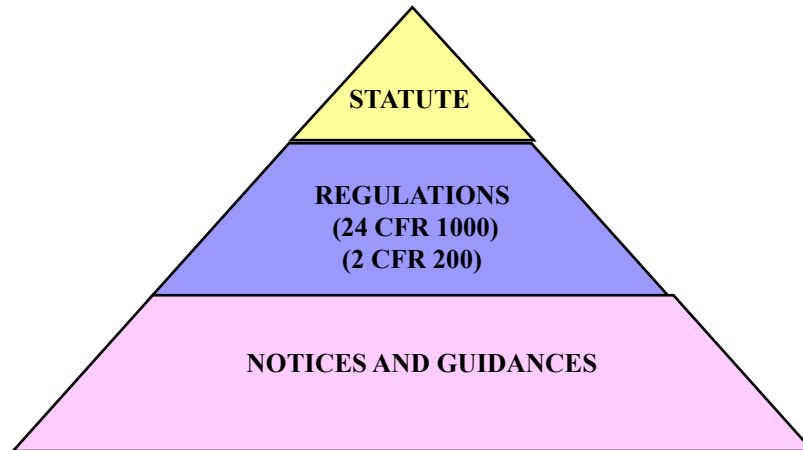 STATUTE
REGULATIONS
(24 CFR 1000)
(2 CFR 200)
NOTICES AND GUIDANCES